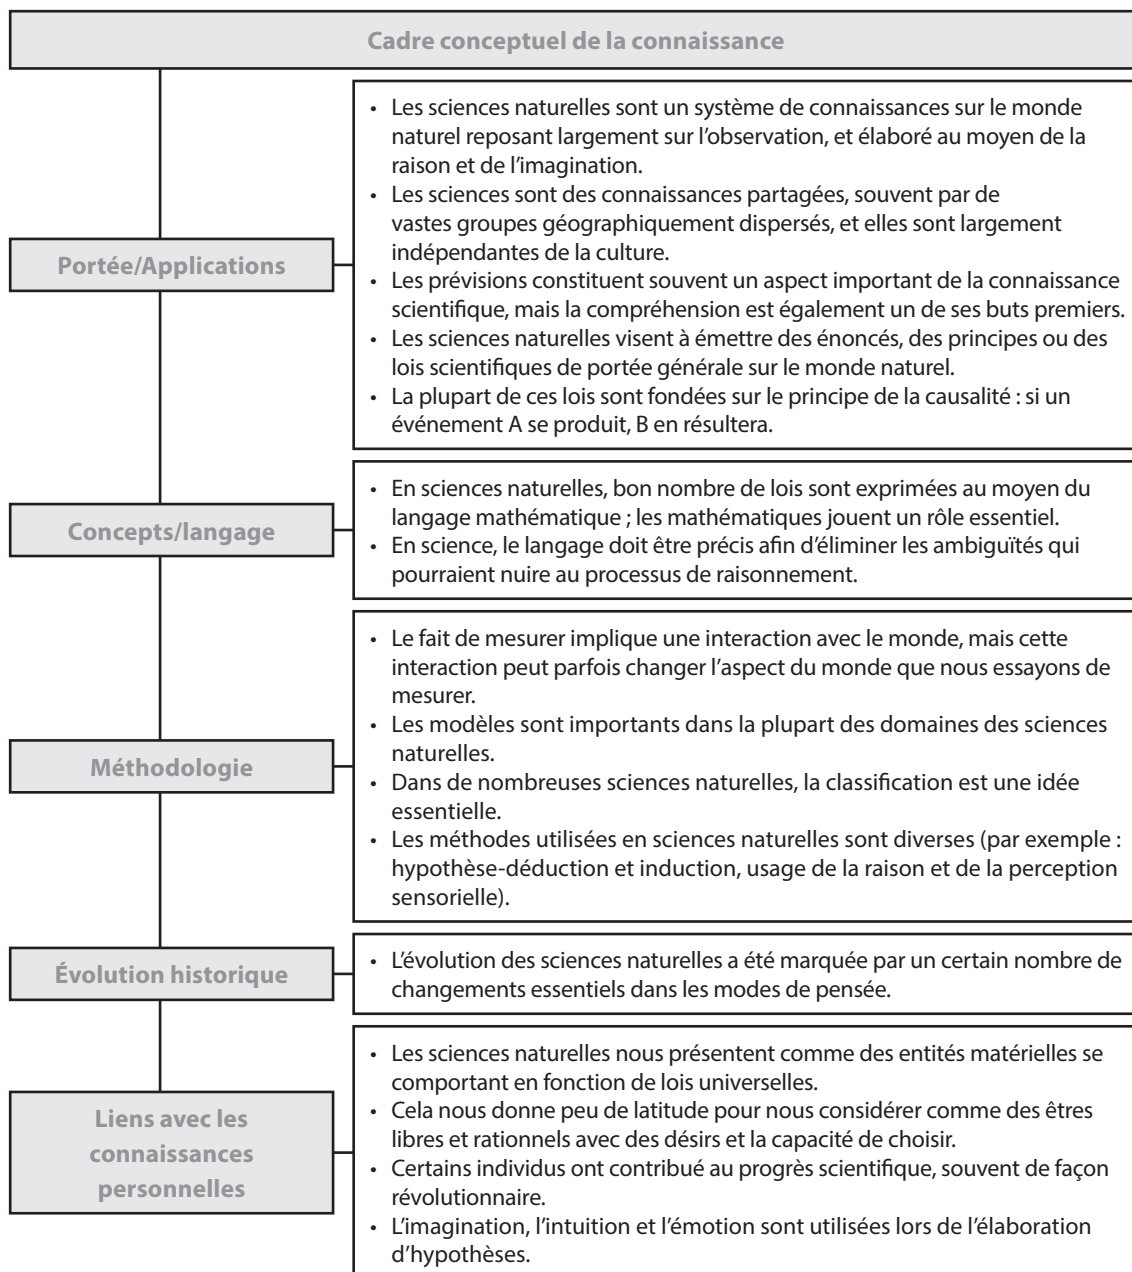 Cadre conceptuel de la connaissance
Portée/Applications
• Les sciences naturelles sont un système de connaissances sur le monde
naturel reposant largement sur l’observation, et élaboré au moyen de la
raison et de l’imagination.
• Les sciences sont des connaissances partagées, souvent par de
vastes groupes géographiquement dispersés, et elles sont largement
indépendantes de la culture.
• Les prévisions constituent souvent un aspect important de la connaissance
scientifique, mais la compréhension est également un de ses buts premiers.
• Les sciences naturelles visent à émettre des énoncés, des principes ou des
lois scientifiques de portée générale sur le monde naturel.
• La plupart de ces lois sont fondées sur le principe de la causalité : si un
événement A se produit, B en résultera.
Concepts/langage
• En sciences naturelles, bon nombre de lois sont exprimées au moyen du
langage mathématique ; les mathématiques jouent un rôle essentiel.
• En science, le langage doit être précis afin d’éliminer les ambiguïtés qui
pourraient nuire au processus de raisonnement.
Méthodologie
• Le fait de mesurer implique une interaction avec le monde, mais cette
interaction peut parfois changer l’aspect du monde que nous essayons de
mesurer.
• Les modèles sont importants dans la plupart des domaines des sciences
naturelles.
• Dans de nombreuses sciences naturelles, la classification est une idée
essentielle.
• Les méthodes utilisées en sciences naturelles sont diverses (par exemple :
hypothèse-déduction et induction, usage de la raison et de la perception
sensorielle).
Évolution historique
• L’évolution des sciences naturelles a été marquée par un certain nombre de
changements essentiels dans les modes de pensée.
Liens avec les
connaissances
personnelles
• Les sciences naturelles nous présentent comme des entités matérielles se
comportant en fonction de lois universelles.
• Cela nous donne peu de latitude pour nous considérer comme des êtres
libres et rationnels avec des désirs et la capacité de choisir.
• Certains individus ont contribué au progrès scientifique, souvent de façon
révolutionnaire.
• L’imagination, l’intuition et l’émotion sont utilisées lors de l’élaboration
d’hypothèses.